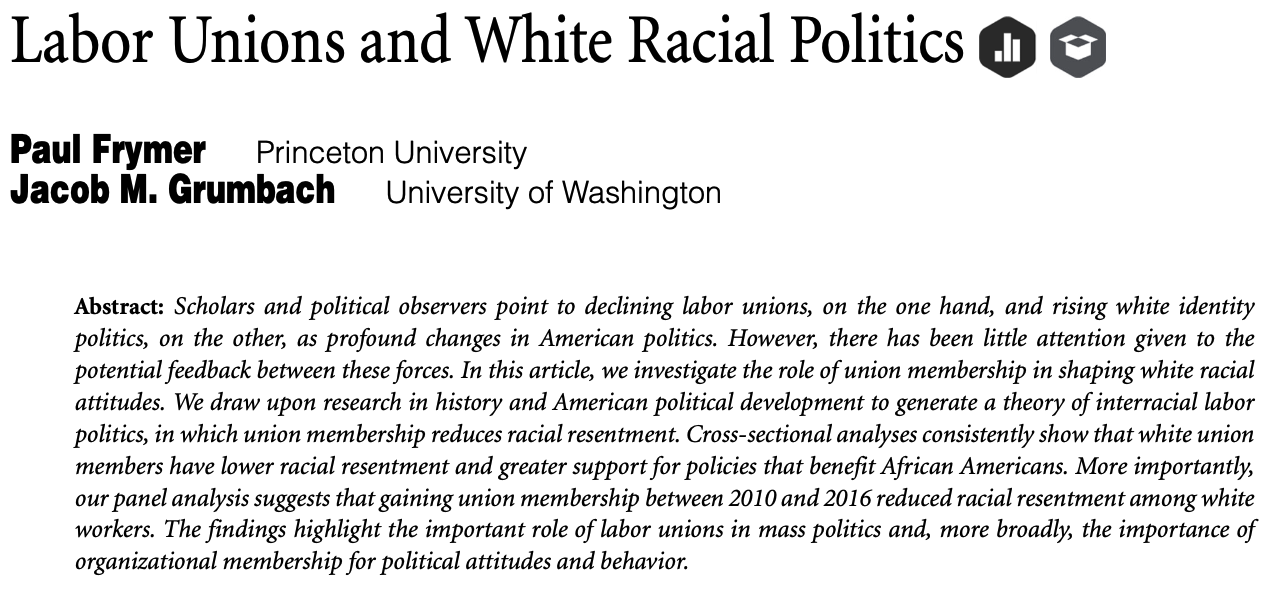 Labor Unions and White Racial Politics
Paul Frymer Princeton University
Jacob M. Grumbach University of Washington
Abstract: Scholars and political observers point to declining labor unions, on the one hand, and rising white identity
politics, on the other, as profound changes in American politics. However, there has been little attention given to the
potential feedback between these forces. In this article, we investigate the role of union membership in shaping white racial
attitudes. We draw upon research in history and American political development to generate a theory of interracial labor
politics, in which union membership reduces racial resentment. Cross-sectional analyses consistently show that white union
members have lower racial resentment and greater support for policies that benefit African Americans. More importantly,
our panel analysis suggests that gaining union membership between 2010 and 2016 reduced racial resentment among white
workers. The findings highlight the important role of labor unions in mass politics and, more broadly, the importance of
organizational membership for political attitudes and behavior.